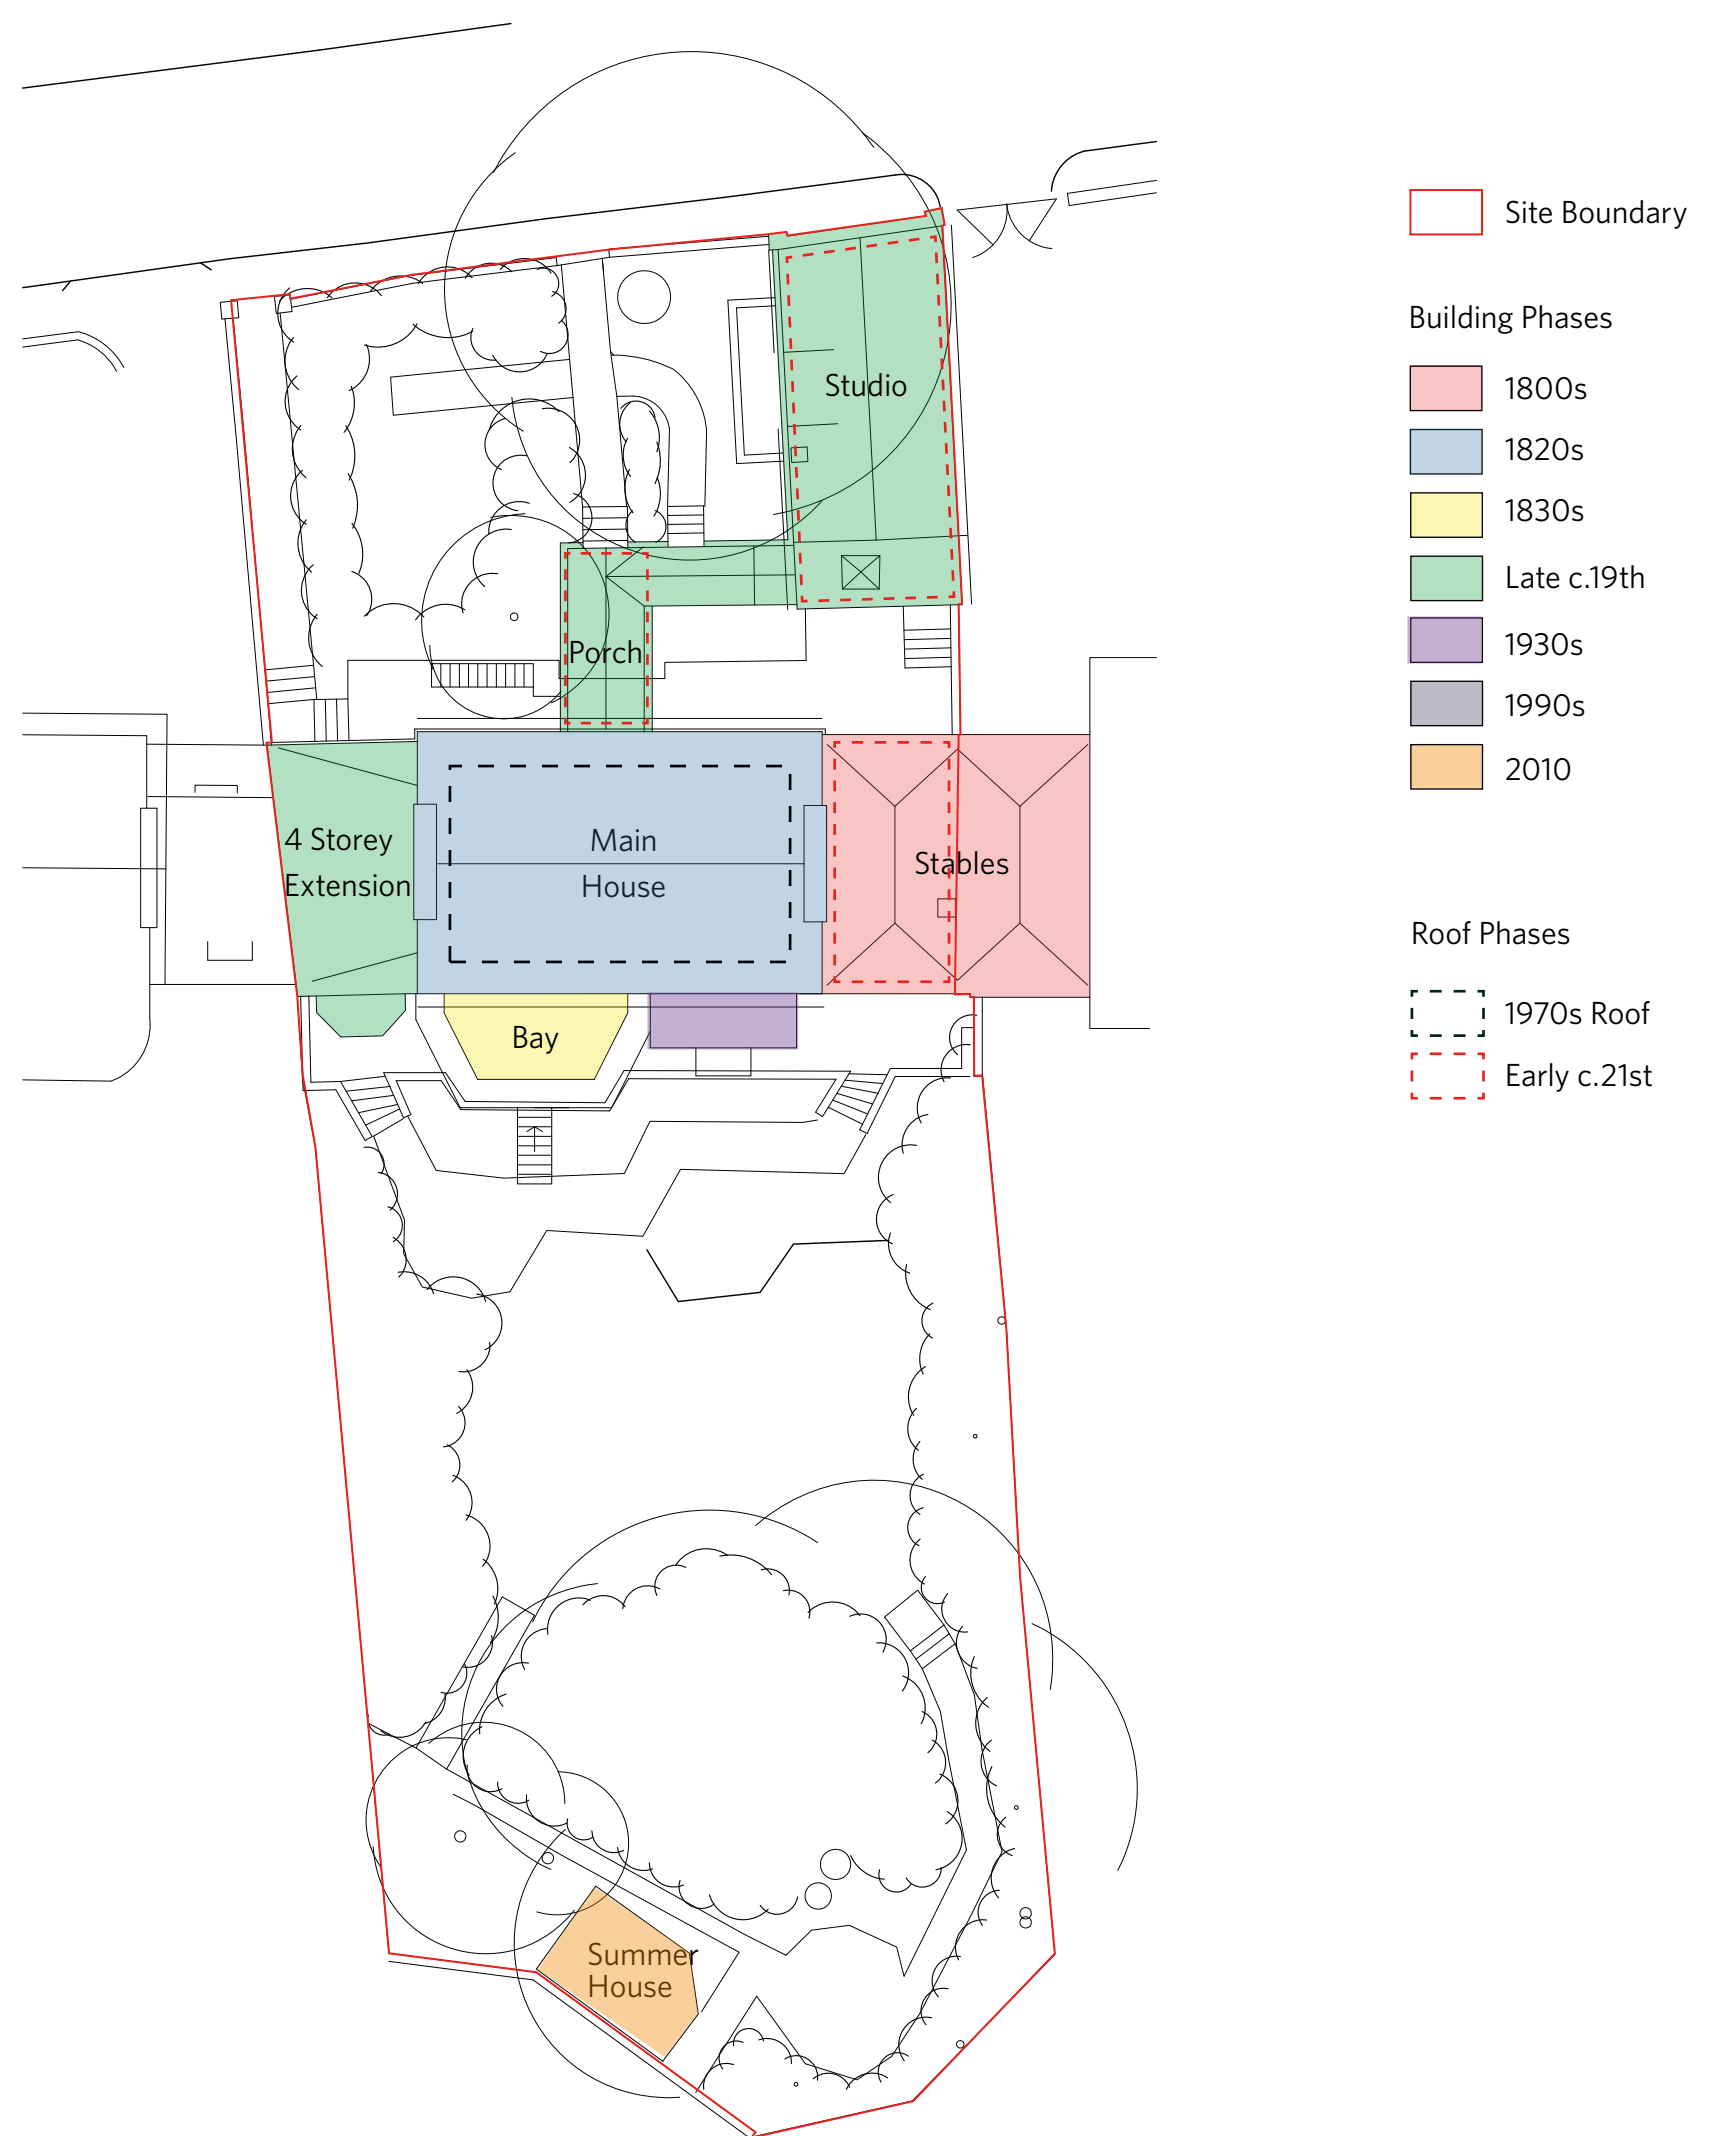 Site Boundary
Building Phases
1800s
1820s
1830s
Late c.19th
1930s
1990s
2010
Roof Phases
1970s Roof
Early c.21st
Studio
Porch
4 Storey
Extension
Main
House
Stables
Bay
Summer
House